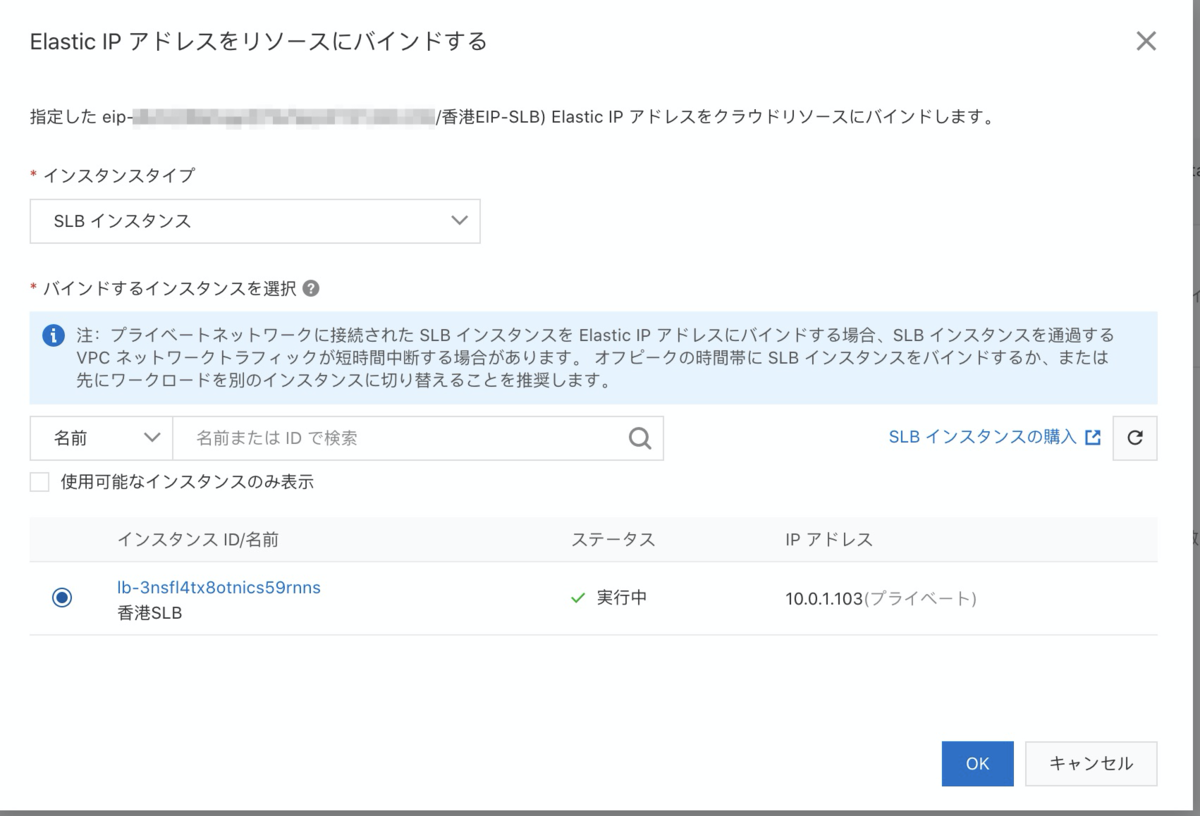 Elastic IP アドレスをリソースにバインドする
指定した eip- /香港EIP-SLB) Elastic IP アドレスをクラウドリソースにバインドします。
* インスタンスタイプ
SLB インスタンス
* バインドするインスタンスを選択
注: プライベートネットワークに接続された SLB インスタンスを Elastic IP アドレスにバインドする場合、SLB インスタンスを通過する
VPC ネットワークトラフィックが短時間中断する場合があります。 オフピークの時間帯に SLB インスタンスをバインドするか、または
先にワークロードを別のインスタンスに切り替えることを推奨します。
名前 名前または ID で検索 SLB インスタンスの購入
使用可能なインスタンスのみ表示
インスタンス ID/名前 ステータス IP アドレス
lb-3nsfl4tx8otnics59rnns
香港SLB 実行中 10.0.1.103(プライベート)
OK キャンセル